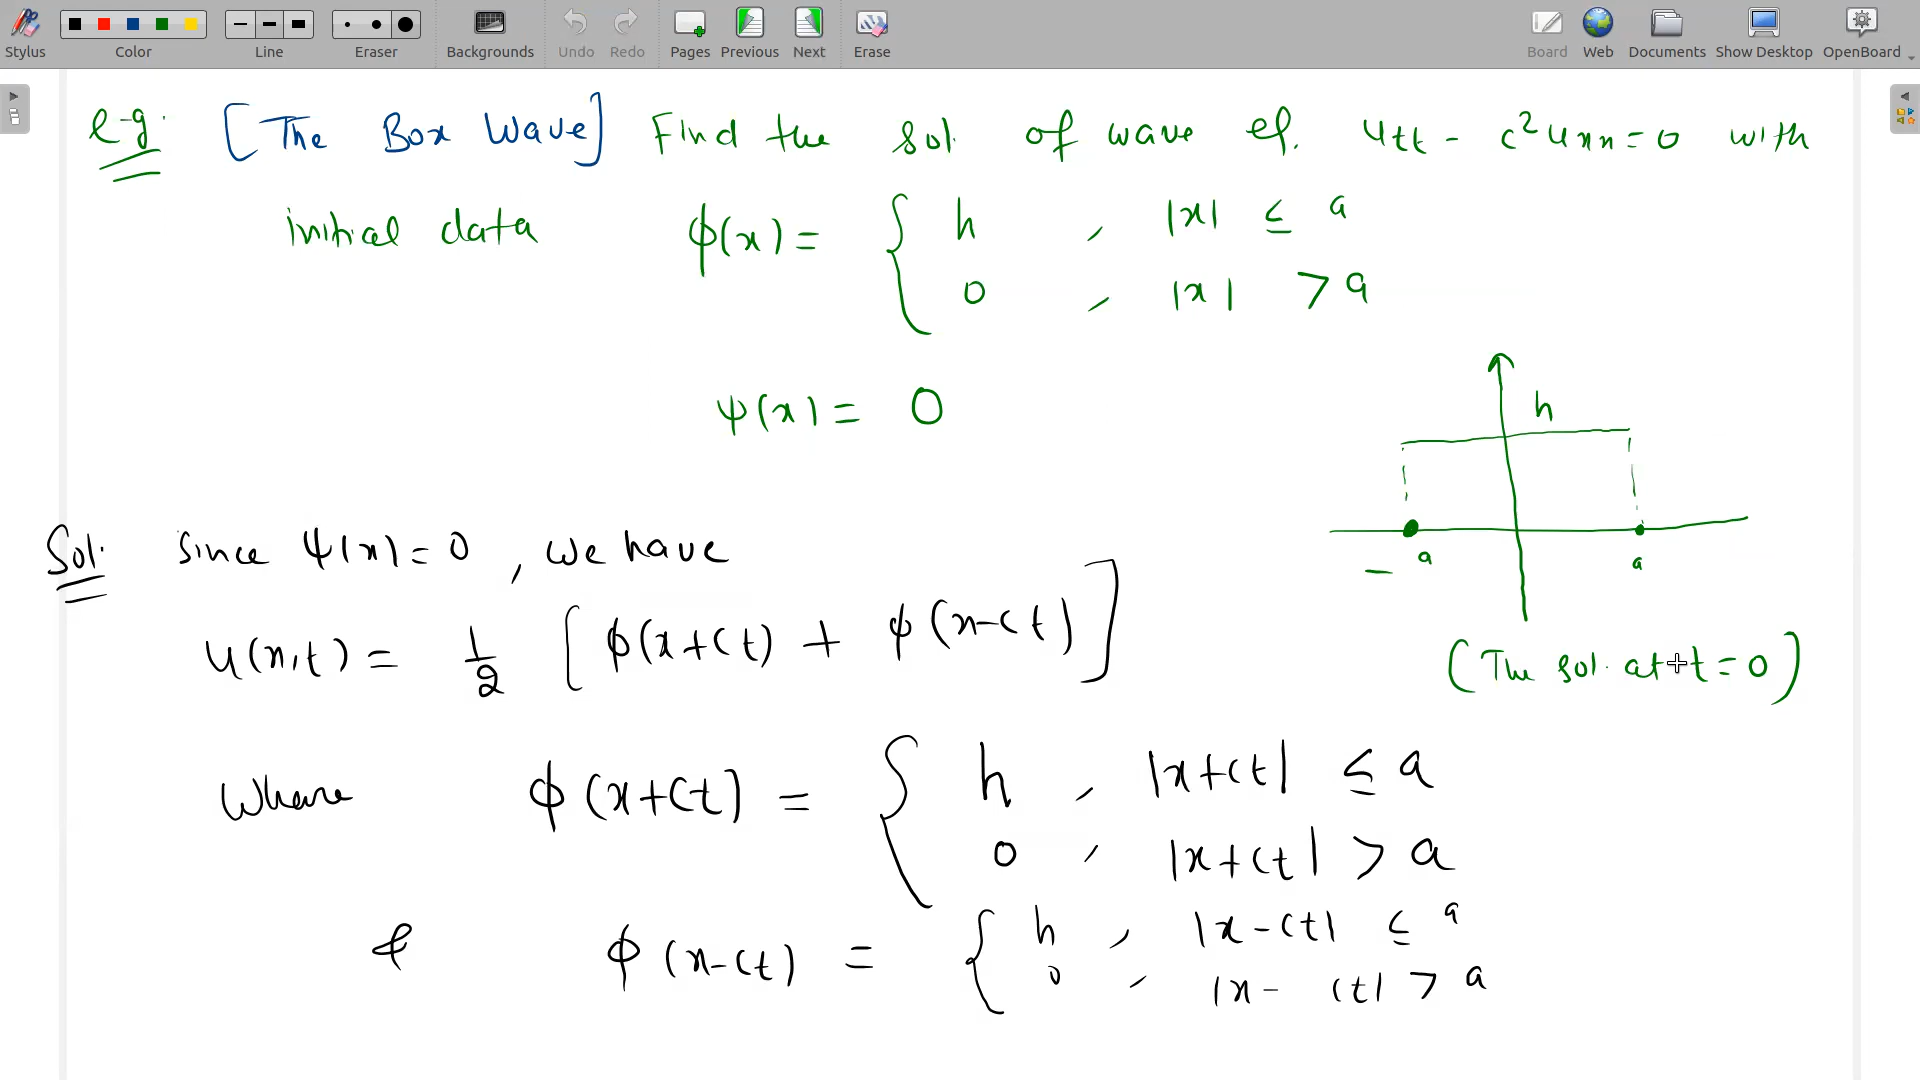 Stylus Color Line Eraser Backgrounds Undo Redo Pages Previous Next Erase Board Web Documents Show Desktop OpenBoard
e-g: [The Box Wave] Find the sol. of wave eq. utt - c²uxx = 0 with
initial data φ(x) = { h , |x| ≤ a
0 , |x| > a
ψ(x) = 0
h
-a a
(The sol. at t = 0)
Sol: Since ψ(x) = 0 , we have
u(x,t) = 1/2 [φ(x+ct) + φ(x-ct)]
Where φ(x+ct) = { h , |x+ct| ≤ a
0 , |x+ct| > a
& φ(x-ct) = { h , |x-ct| ≤ a
0 , |x-ct| > a